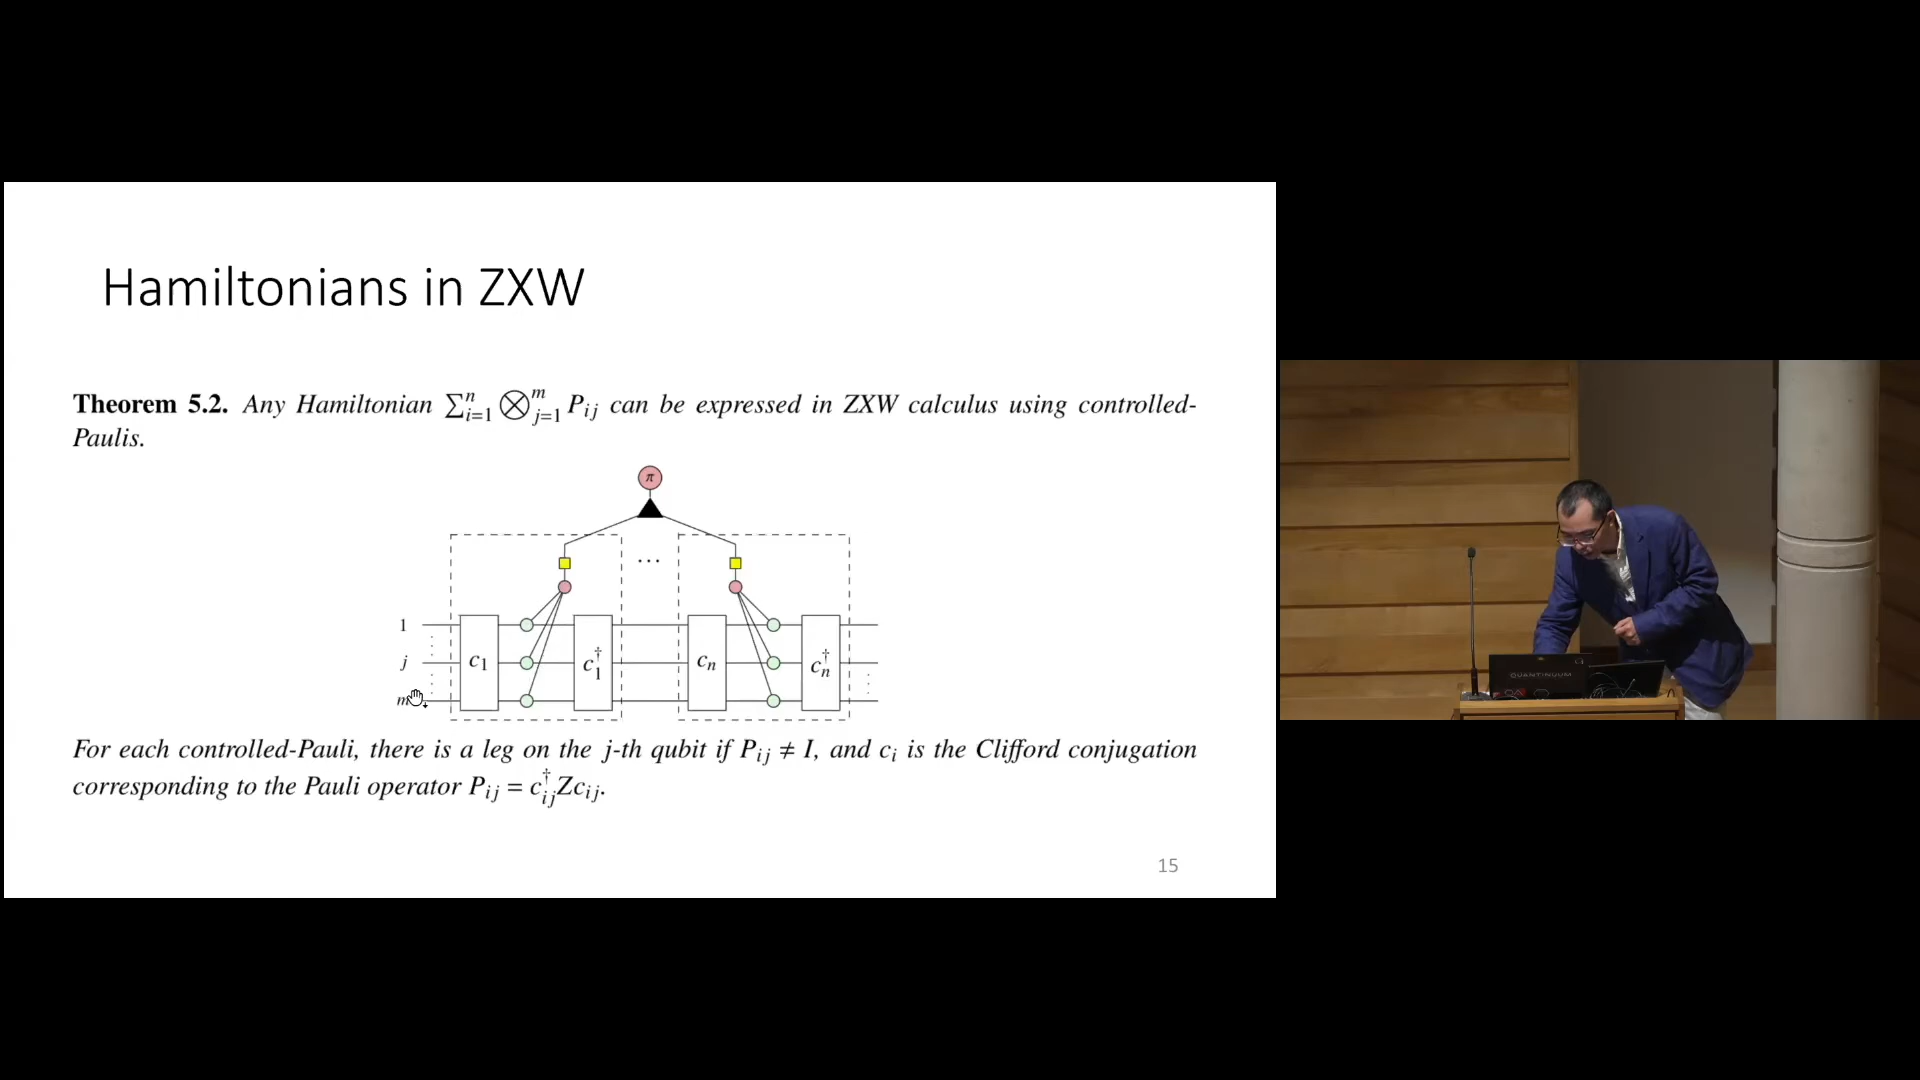 Hamiltonians in ZXW
Theorem 5.2. Any Hamiltonian ∑ⁿᵢ₌₁ ⨂ᵐⱼ₌₁ Pᵢⱼ can be expressed in ZXW calculus using controlled-
Paulis.
π
...
1
j
m
c₁
c₁†
cₙ
cₙ†
For each controlled-Pauli, there is a leg on the j-th qubit if Pᵢⱼ ≠ I, and cᵢ is the Clifford conjugation
corresponding to the Pauli operator Pᵢⱼ = c†ᵢⱼZcᵢⱼ.
15
QUANTINUUM